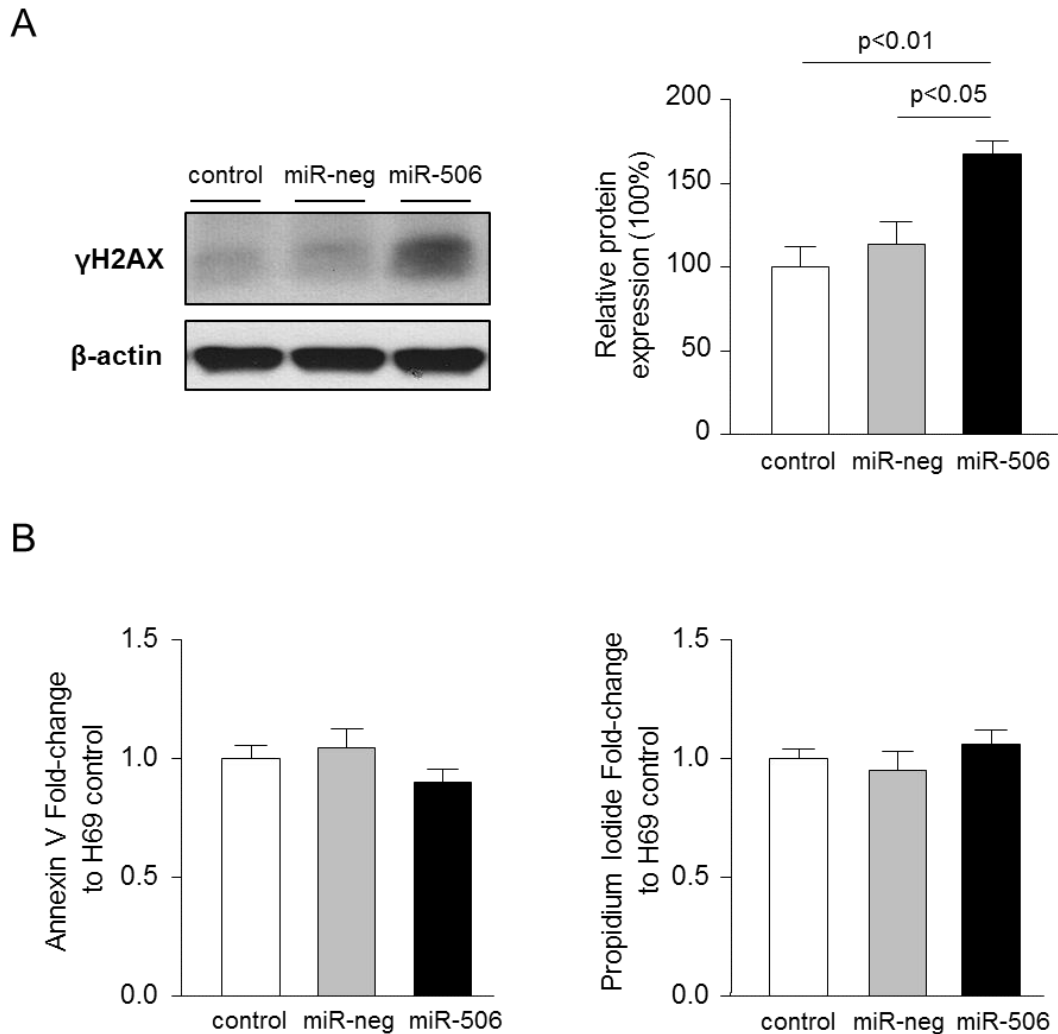 A
control miR-neg miR-506
γH2AX
β-actin
p<0.01
p<0.05
Relative protein
expression (100%)
200
150
100
50
0
control miR-neg miR-506
B
Annexin V Fold-change
to H69 control
1.5
1.0
0.5
0.0
control miR-neg miR-506
Propidium Iodide Fold-change
to H69 control
1.5
1.0
0.5
0.0
control miR-neg miR-506